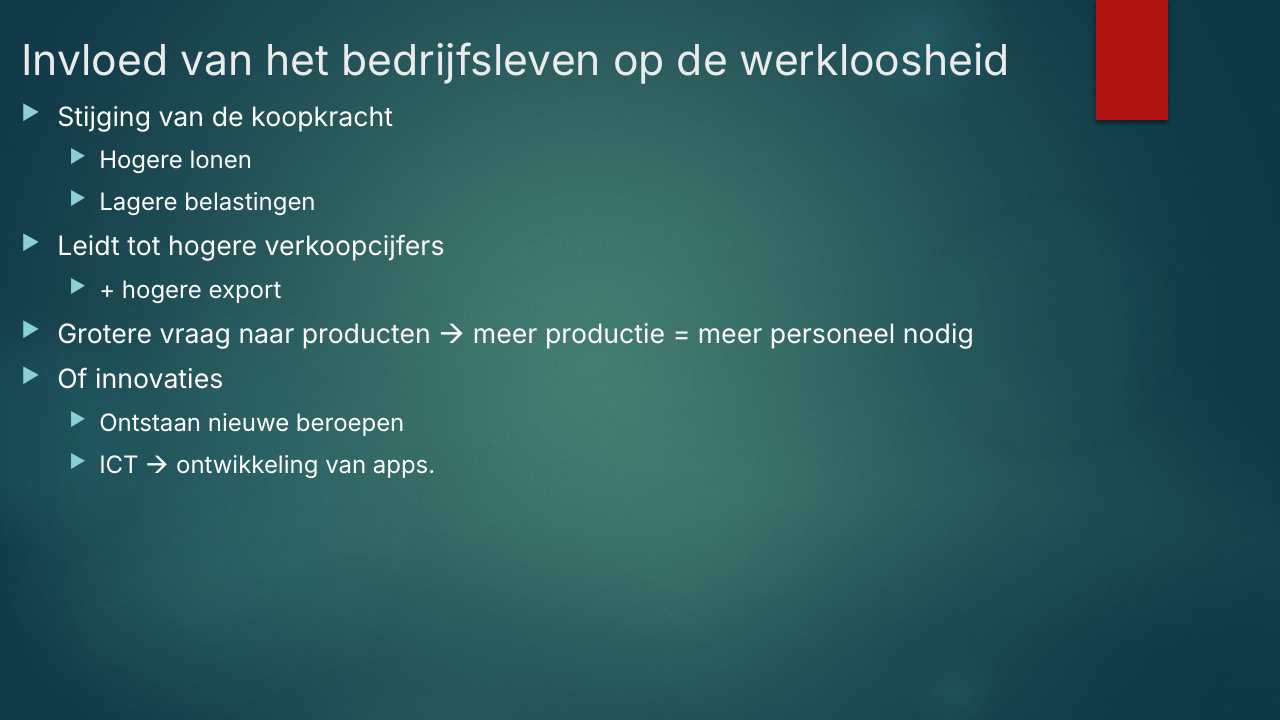 Invloed van het bedrijfsleven op de werkloosheid
Stijging van de koopkracht
Hogere lonen
Lagere belastingen
Leidt tot hogere verkoopcijfers
+ hogere export
Grotere vraag naar producten → meer productie = meer personeel nodig
Of innovaties
Ontstaan nieuwe beroepen
ICT → ontwikkeling van apps.